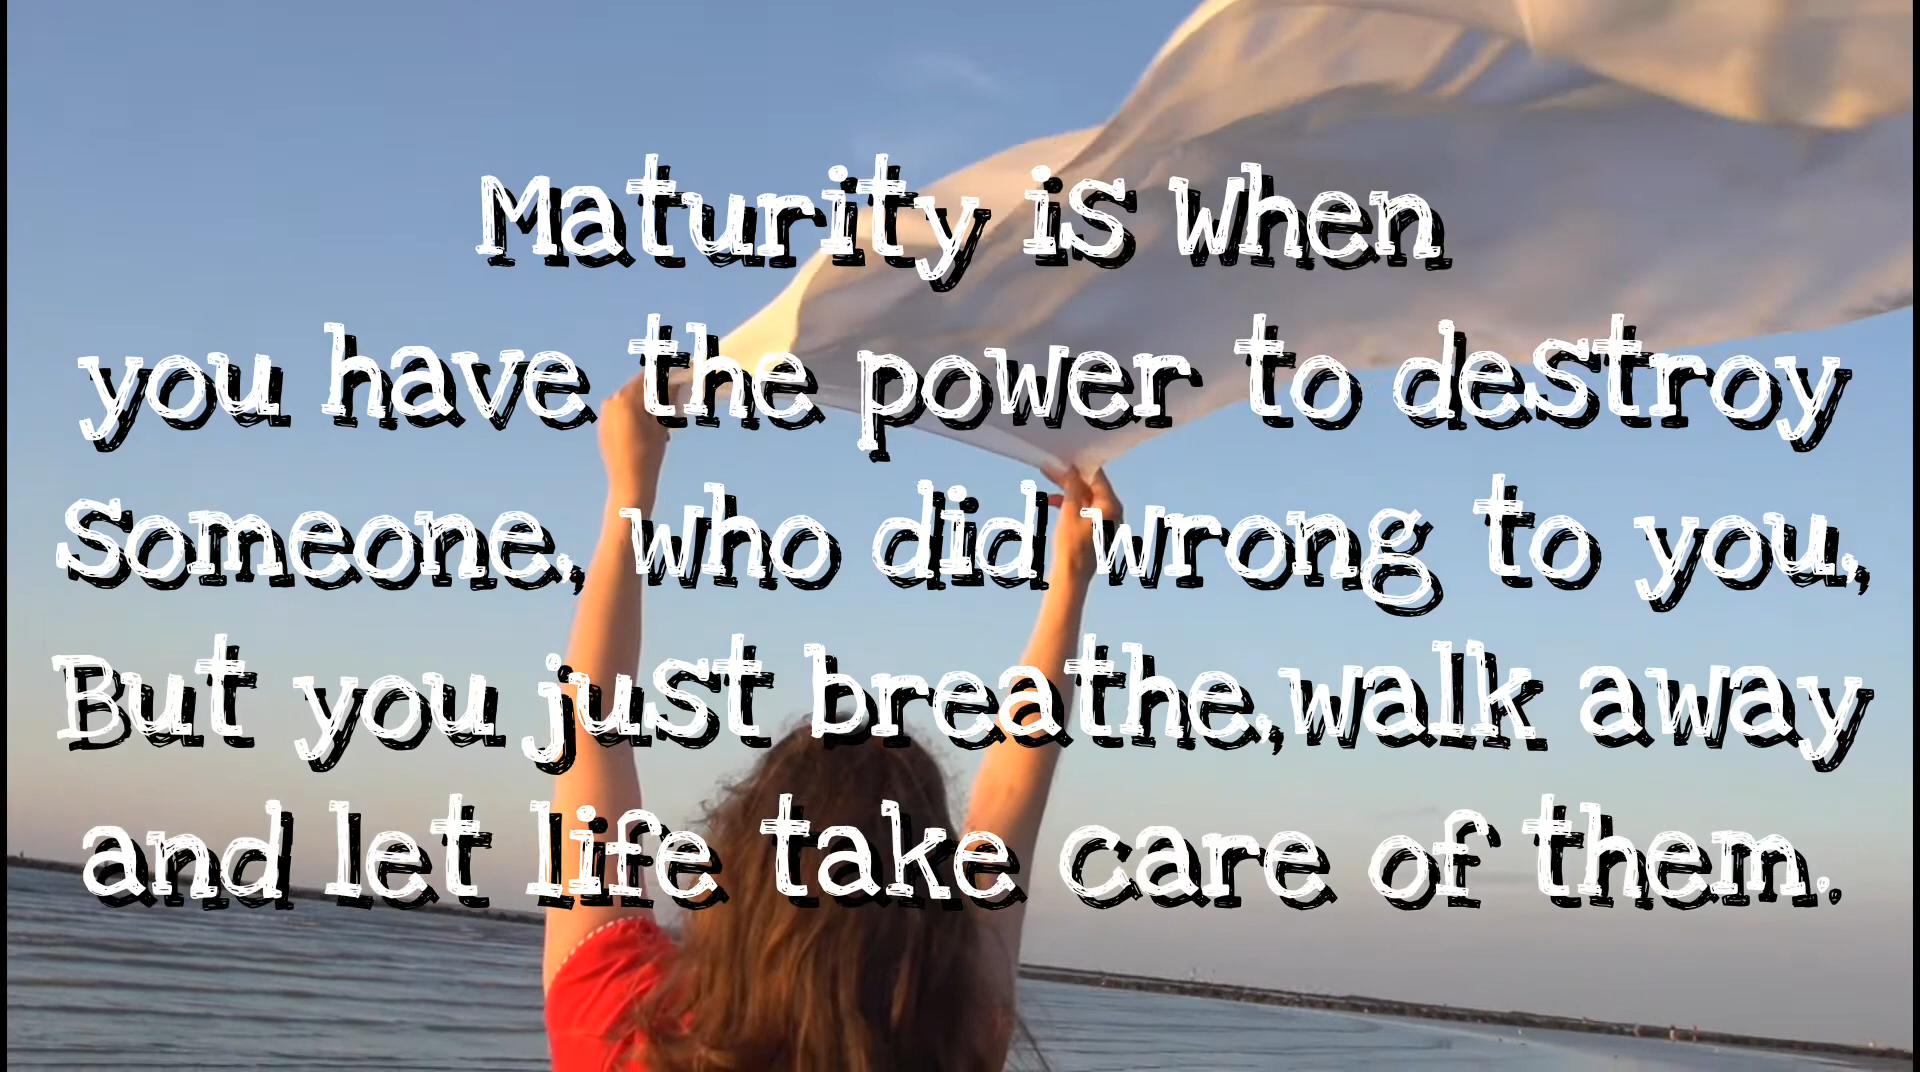 Maturity is When
you have the power to destroy
Someone, who did wrong to you,
But you just breathe,walk away
and let life take care of them.